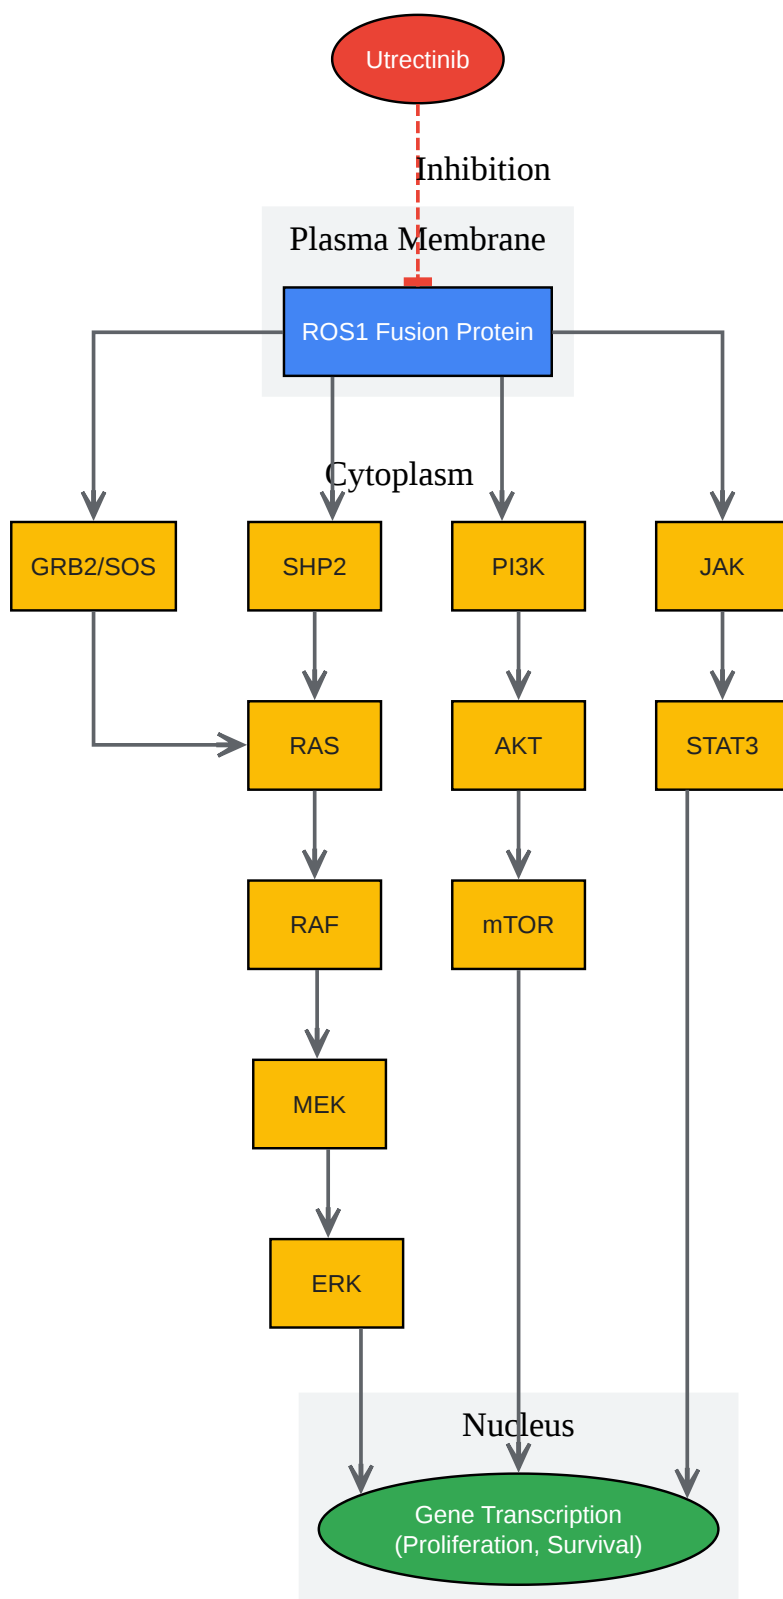 Utrectinib
Inhibition
Plasma Membrane
ROS1 Fusion Protein
Cytoplasm
GRB2/SOS
SHP2
PI3K
JAK
RAS
AKT
STAT3
RAF
mTOR
MEK
ERK
Nucleus
Gene Transcription
(Proliferation, Survival)